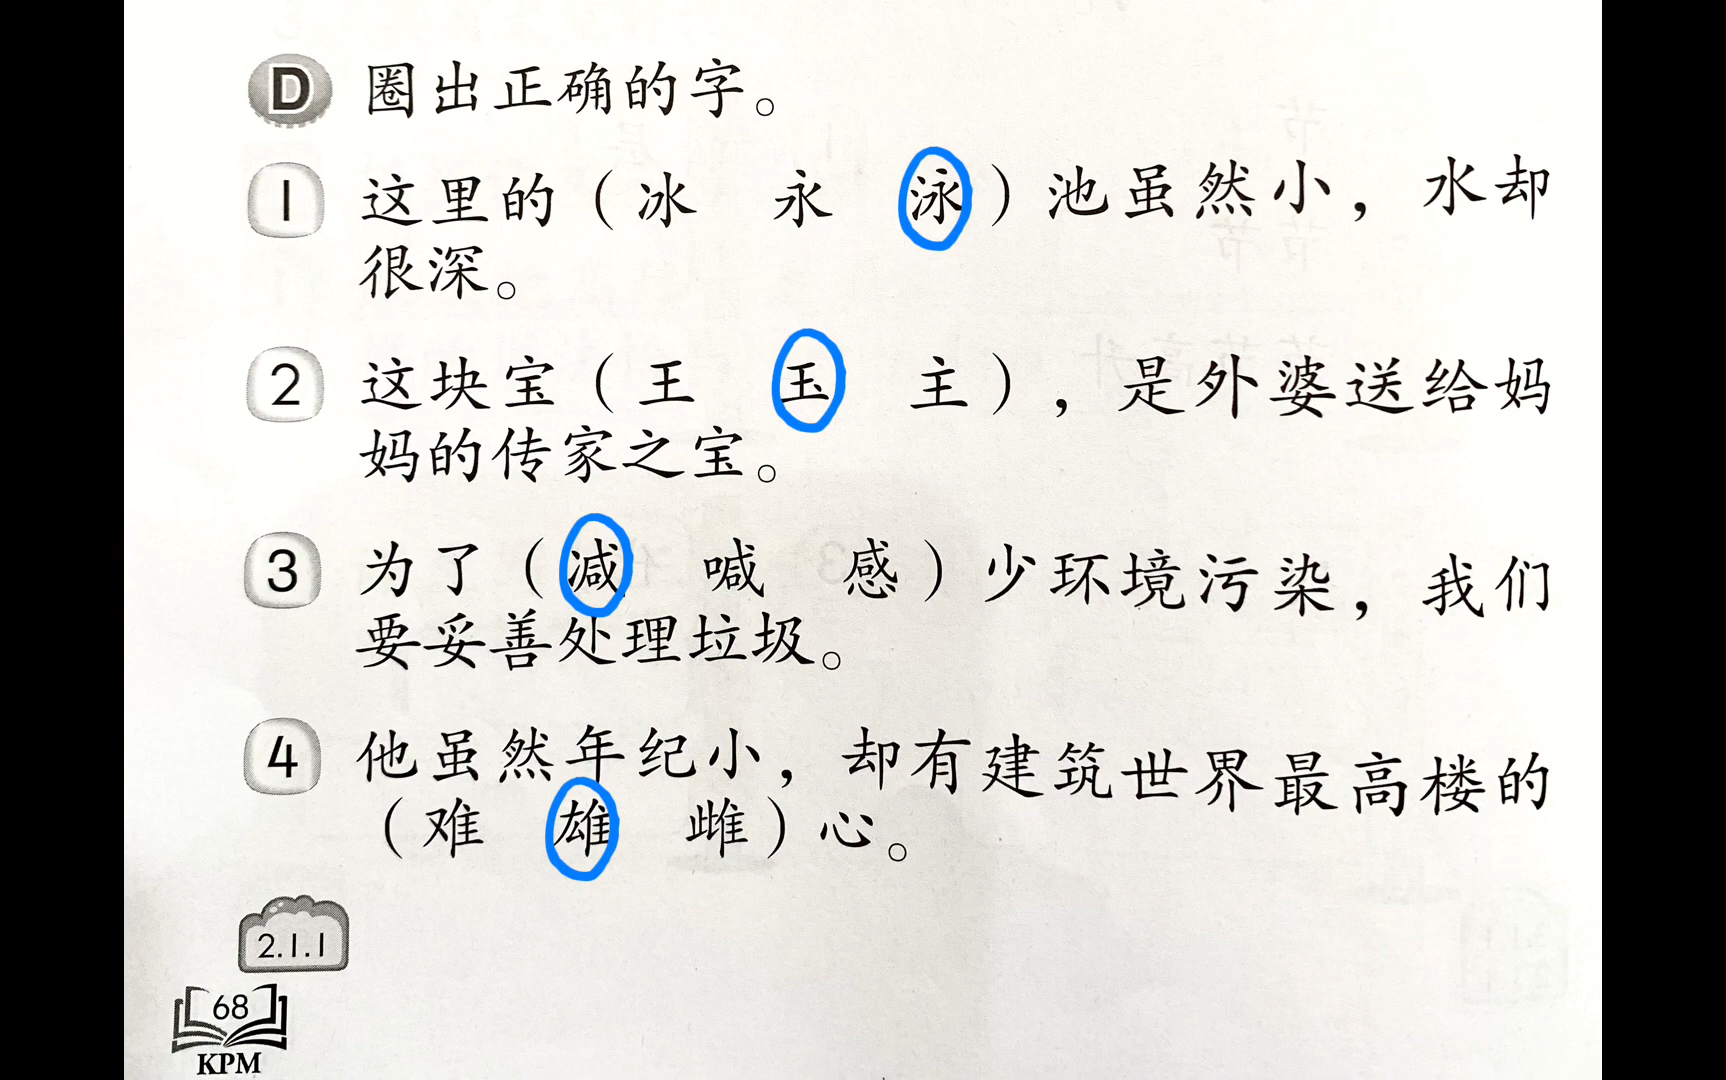 D 圈出正确的字。
1 这里的（冰 永 泳）池虽然小，水却
很深。
2 这块宝（王 玉 主），是外婆送给妈
妈的传家之宝。
3 为了（减 喊 感）少环境污染，我们
要妥善处理垃圾。
4 他虽然年纪小，却有建筑世界最高楼的
（难 雄 雌）心。
2.1.1
68
KPM